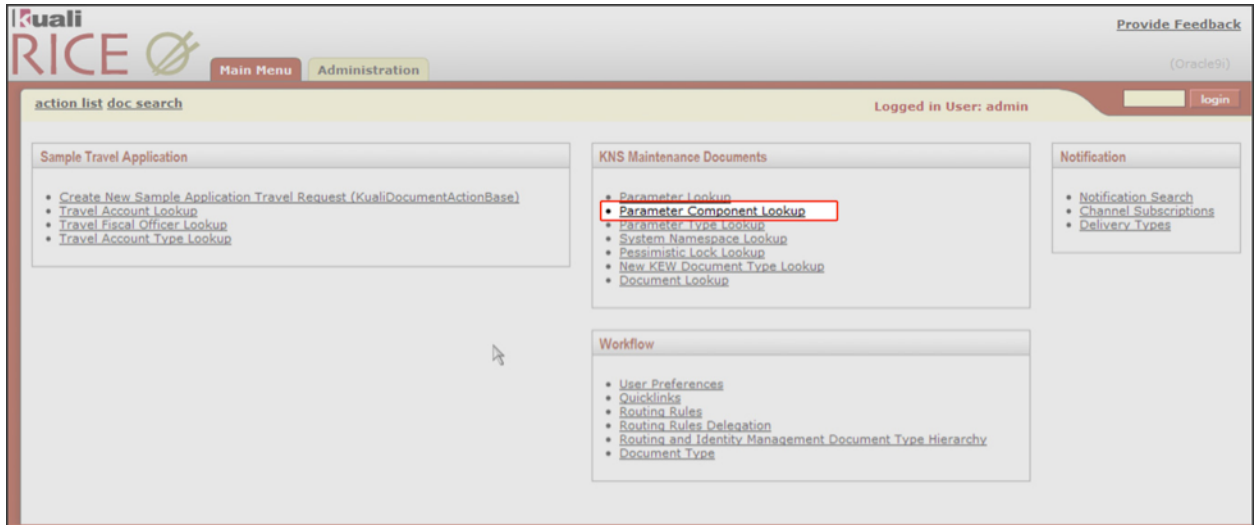 Kuali
RICE
Provide Feedback
Main Menu
Administration
(Oracle9i)
action list doc search
Logged in User: admin
login
Sample Travel Application
Create New Sample Application Travel Request (KualiDocumentActionBase)
Travel Account Lookup
Travel Fiscal Officer Lookup
Travel Account Type Lookup
KNS Maintenance Documents
Parameter Lookup
Parameter Component Lookup
Parameter Type Lookup
System Namespace Lookup
Pessimistic Lock Lookup
New KEW Document Type Lookup
Document Lookup
Notification
Notification Search
Channel Subscriptions
Delivery Types
Workflow
User Preferences
Quicklinks
Routing Rules
Routing Rules Delegation
Routing and Identity Management Document Type Hierarchy
Document Type